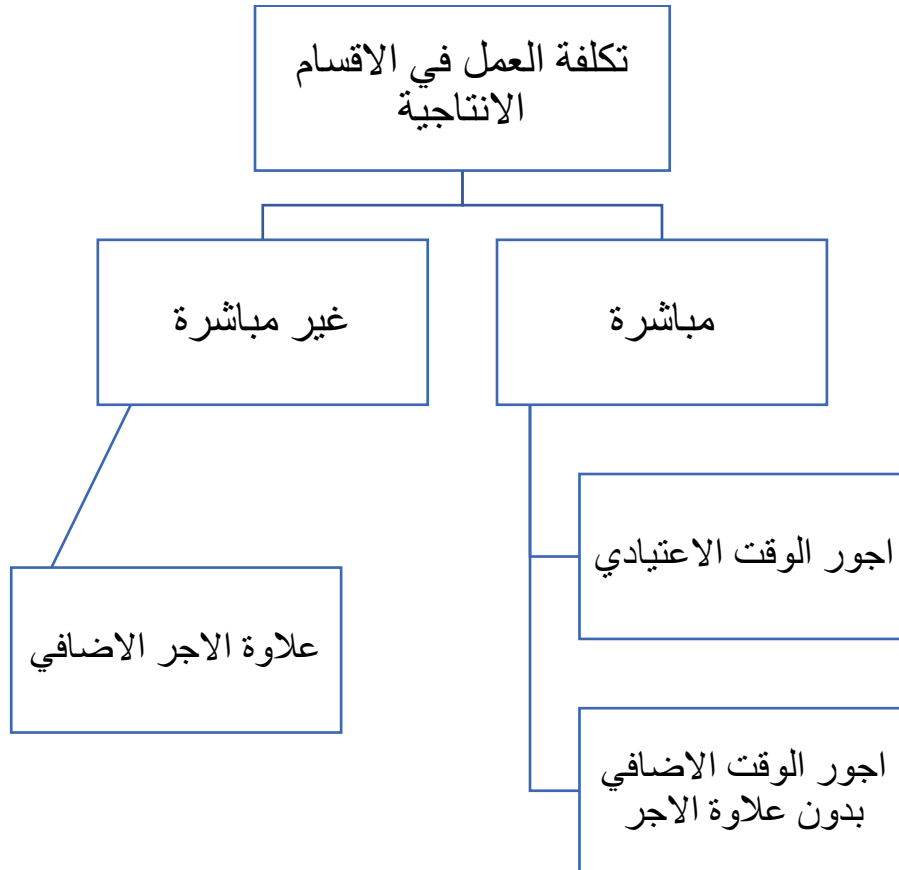 تكلفة العمل في الاقسام
الانتاجية
مباشرة
غير مباشرة
اجور الوقت الاعتيادي
علاوة الاجر الاضافي
اجور الوقت الاضافي
بدون علاوة الاجر